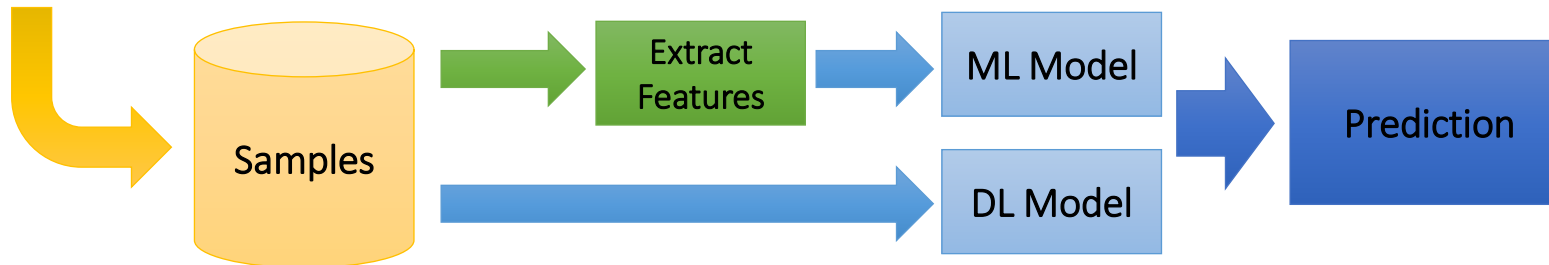 Samples
Extract
Features
ML Model
DL Model
Prediction